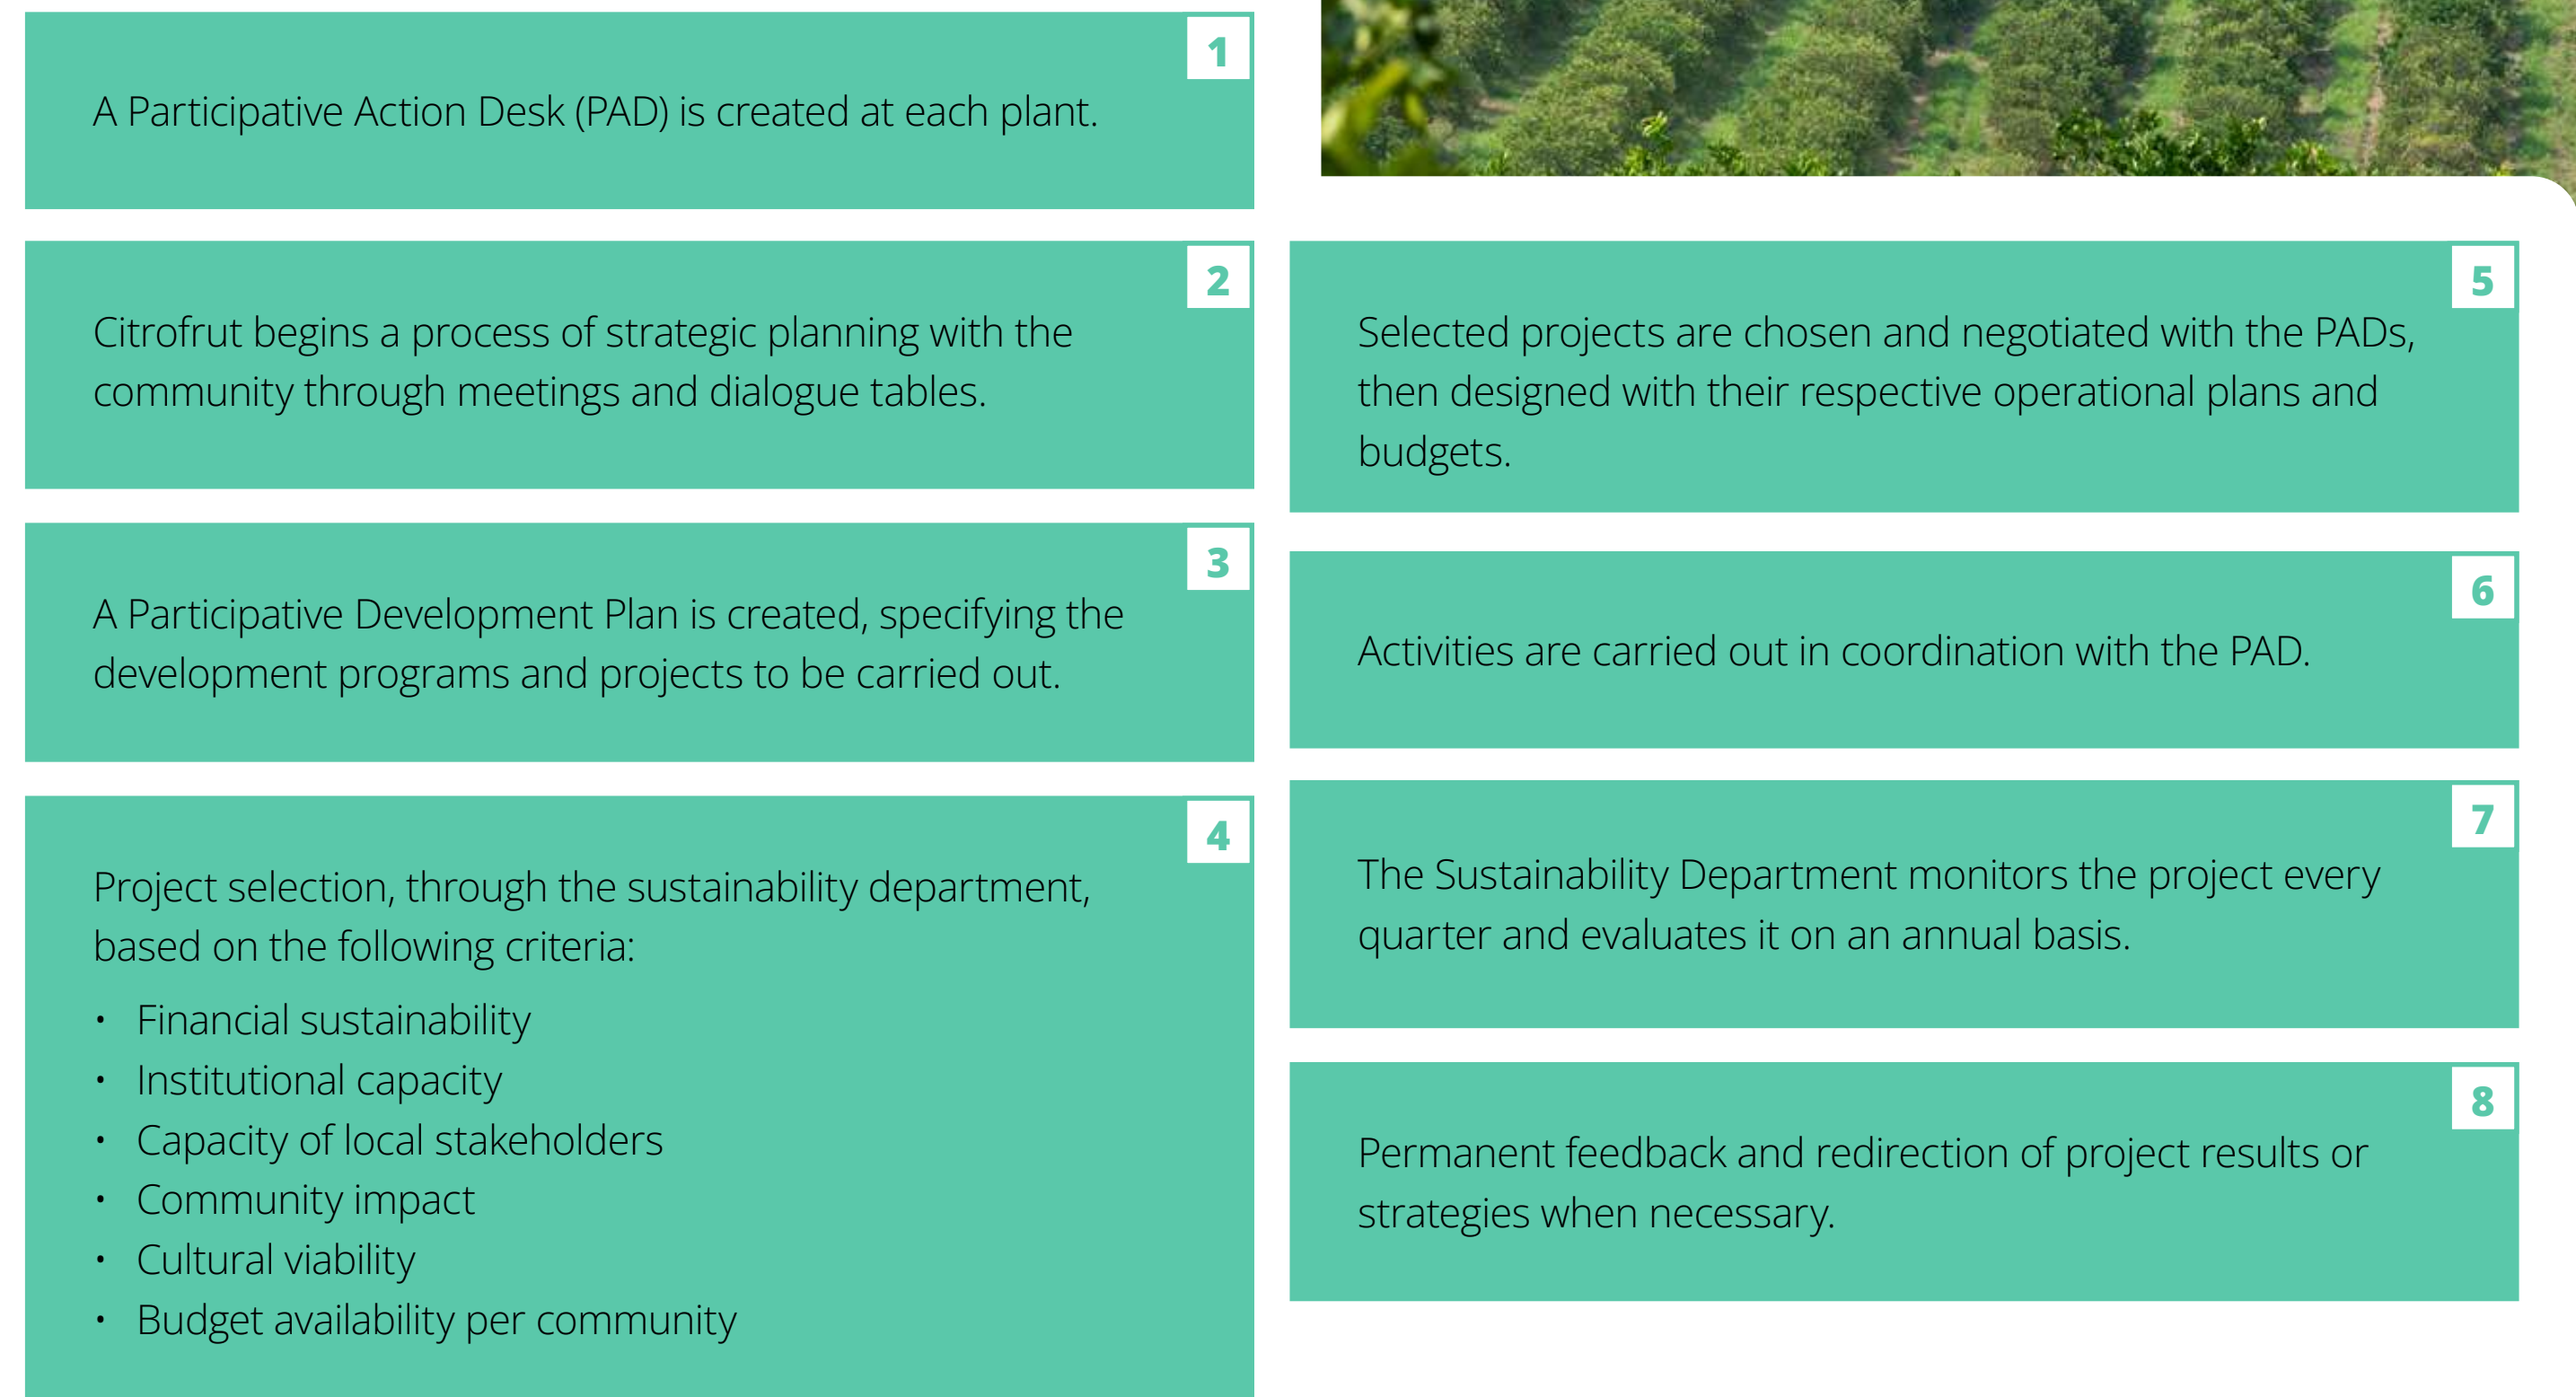 1
A Participative Action Desk (PAD) is created at each plant.
2
Citrofrut begins a process of strategic planning with the
community through meetings and dialogue tables.
3
A Participative Development Plan is created, specifying the
development programs and projects to be carried out.
4
Project selection, through the sustainability department,
based on the following criteria:
• Financial sustainability
• Institutional capacity
• Capacity of local stakeholders
• Community impact
• Cultural viability
• Budget availability per community
5
Selected projects are chosen and negotiated with the PADs,
then designed with their respective operational plans and
budgets.
6
Activities are carried out in coordination with the PAD.
7
The Sustainability Department monitors the project every
quarter and evaluates it on an annual basis.
8
Permanent feedback and redirection of project results or
strategies when necessary.